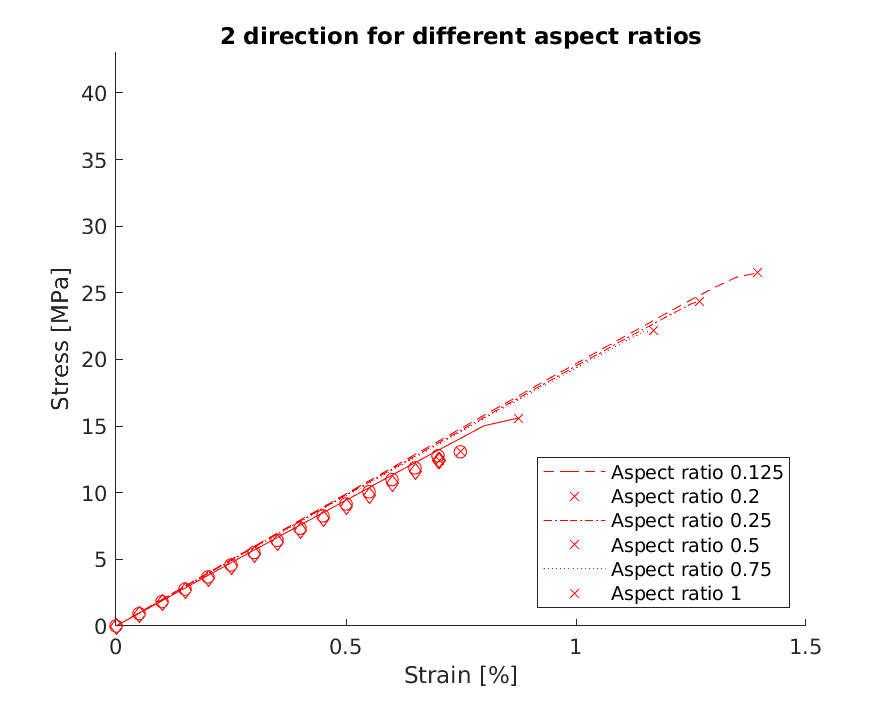 2 direction for different aspect ratios
Stress [MPa]
40
35
30
25
20
15
10
5
0
0
0.5
1
1.5
Strain [%]
Aspect ratio 0.125
Aspect ratio 0.2
Aspect ratio 0.25
Aspect ratio 0.5
Aspect ratio 0.75
Aspect ratio 1